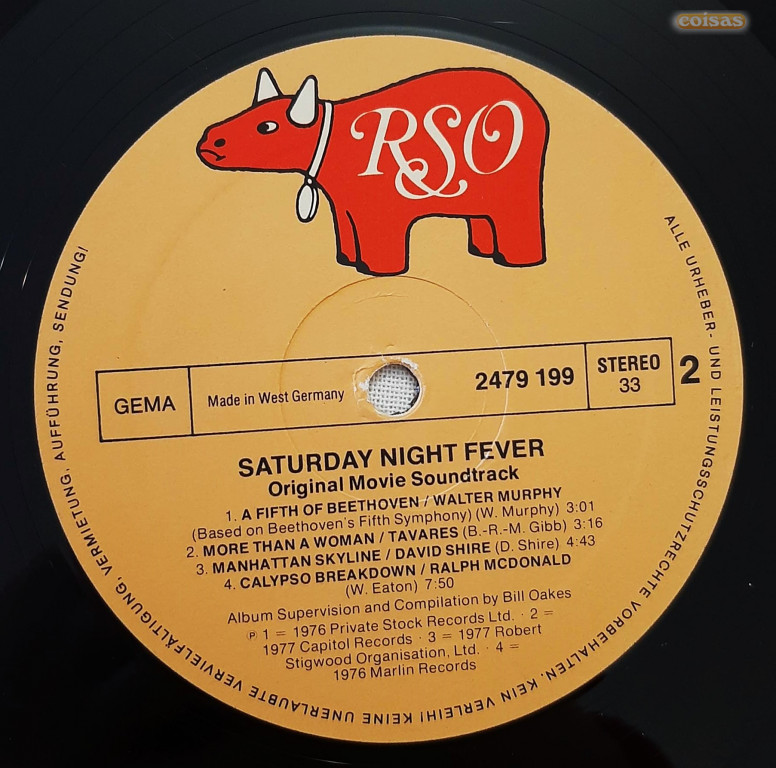 coisas
RSO
GEMA
Made in West Germany
2479 199
STEREO
33
2
SATURDAY NIGHT FEVER
Original Movie Soundtrack
1. A FIFTH OF BEETHOVEN / WALTER MURPHY
(Based on Beethoven's Fifth Symphony) (W. Murphy) 3:01
2. MORE THAN A WOMAN / TAVARES (B.-R.-M. Gibb) 3:16
3. MANHATTAN SKYLINE / DAVID SHIRE (D. Shire) 4:43
4. CALYPSO BREAKDOWN / RALPH MCDONALD
(W. Eaton) 7:50
Album Supervision and Compilation by Bill Oakes
℗ 1 = 1976 Private Stock Records Ltd. · 2 =
1977 Capitol Records · 3 = 1977 Robert
Stigwood Organisation, Ltd. · 4 =
1976 Marlin Records
ALLE URHEBER- UND LEISTUNGSSCHUTZRECHTE VORBEHALTEN. KEIN VERLEIH! KEINE UNERLAUBTE VERVIELFÄLTIGUNG, VERMIETUNG, AUFFÜHRUNG, SENDUNG!